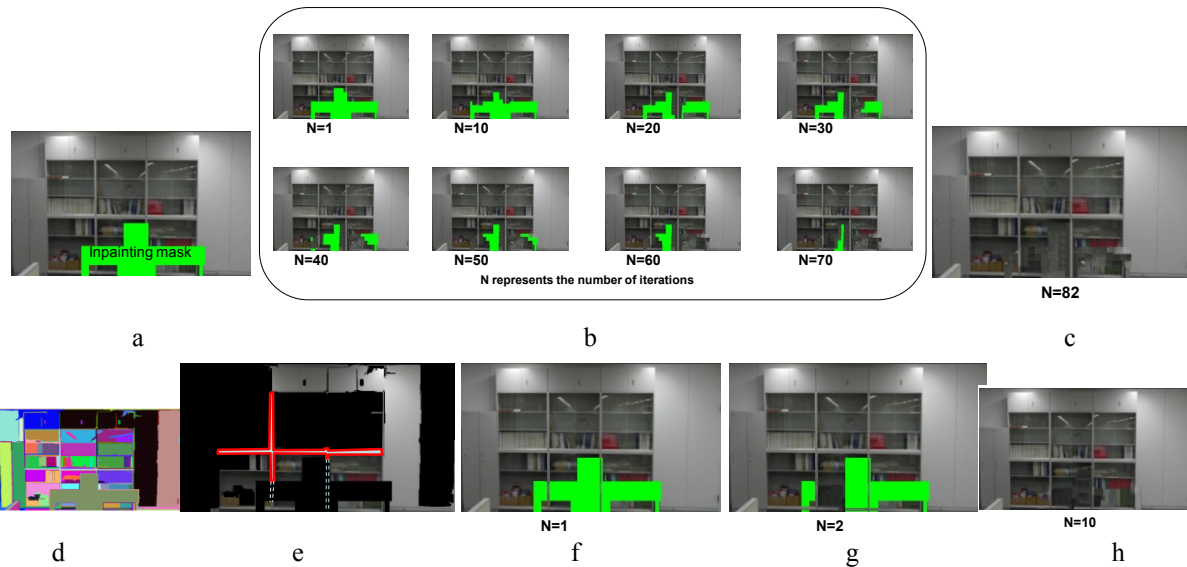 N=1
N=10
N=20
N=30
Inpainting mask
N=40
N=50
N=60
N=70
N represents the number of iterations
N=82
a
b
c
N=1
N=2
N=10
d
e
f
g
h